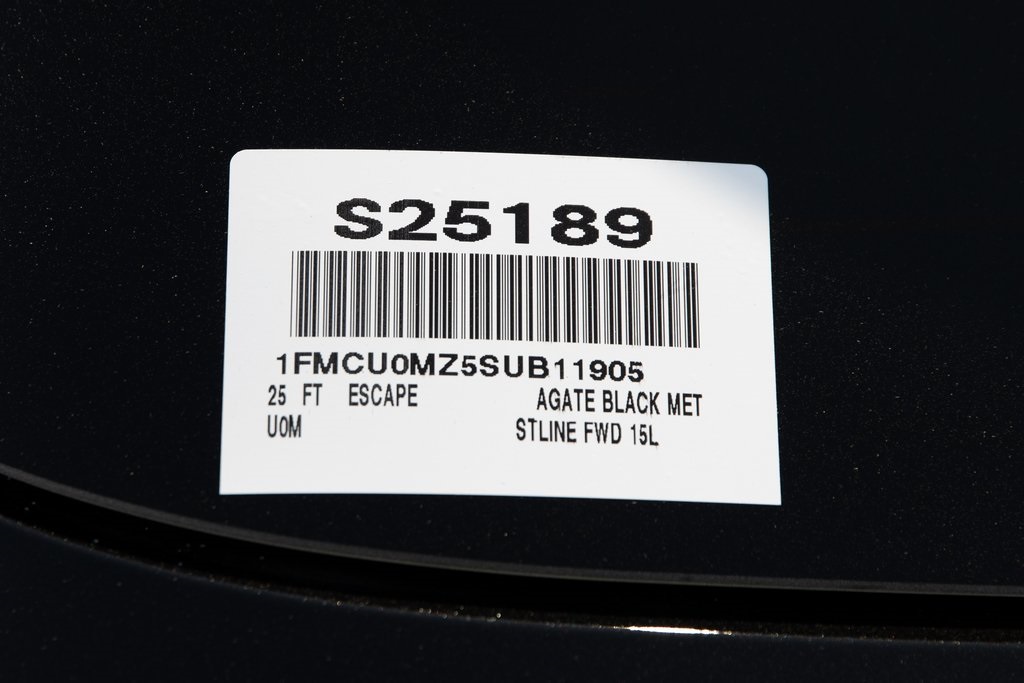 S25189
1FMCU0MZ5SUB11905
25 FT ESCAPE AGATE BLACK MET
U0M STLINE FWD 15L